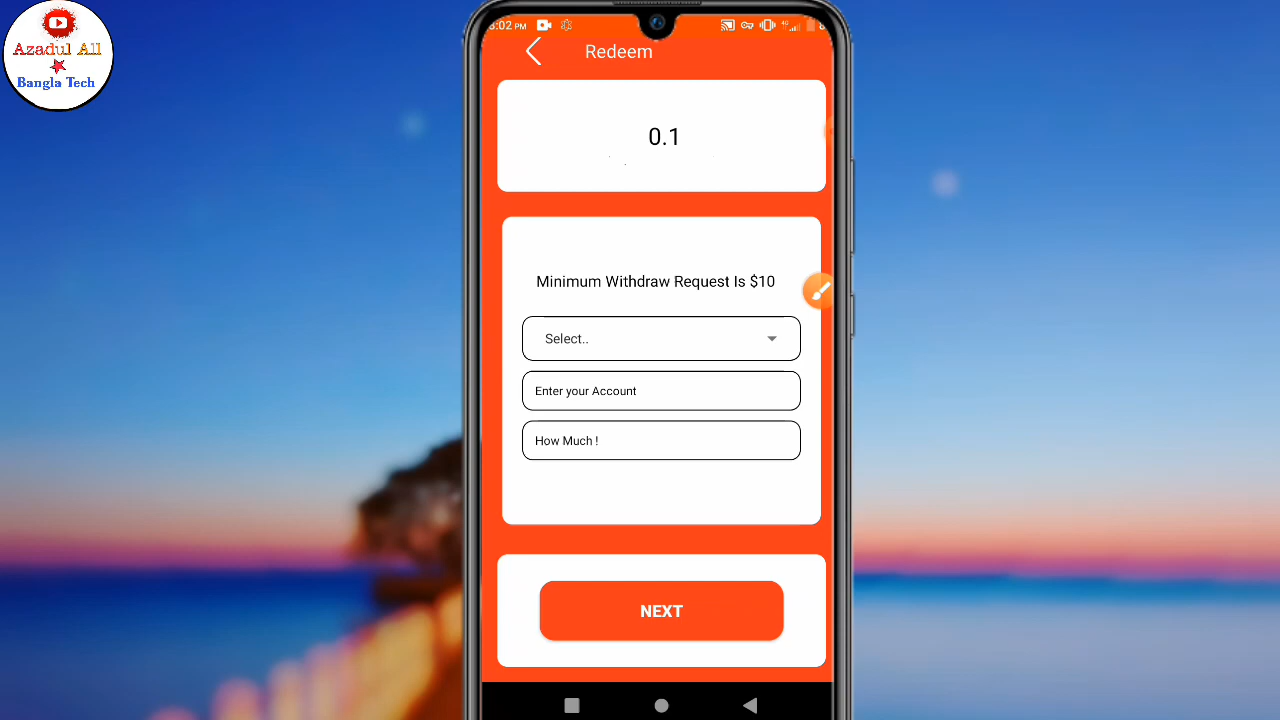 Azadul All
Bangla Tech
3:02 PM
Redeem
0.1
Minimum Withdraw Request Is $10
Select..
Enter your Account
How Much !
NEXT